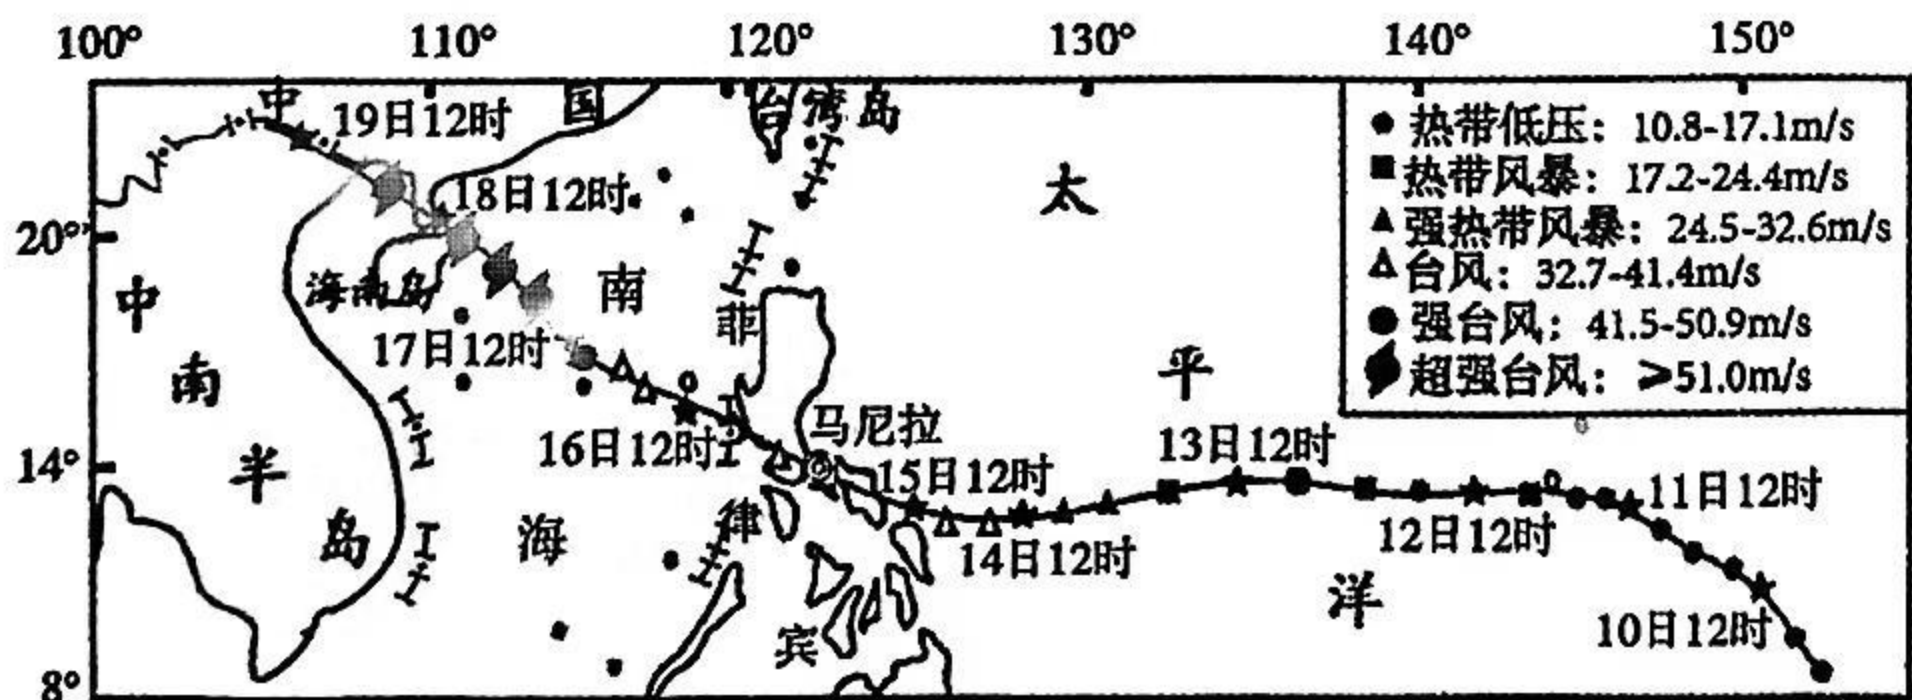 100° 110° 120° 130° 140° 150°
中 国 台湾岛
19日12时
热带低压：10.8-17.1m/s
热带风暴：17.2-24.4m/s
强热带风暴：24.5-32.6m/s
台风：32.7-41.4m/s
强台风：41.5-50.9m/s
超强台风：⩾51.0m/s
18日12时
20°
海南岛
17日12时
南
海
菲
律
宾
太
平
洋
中
南
半
岛
马尼拉
16日12时
15日12时
14日12时
13日12时
12日12时
11日12时
10日12时
14°
8°